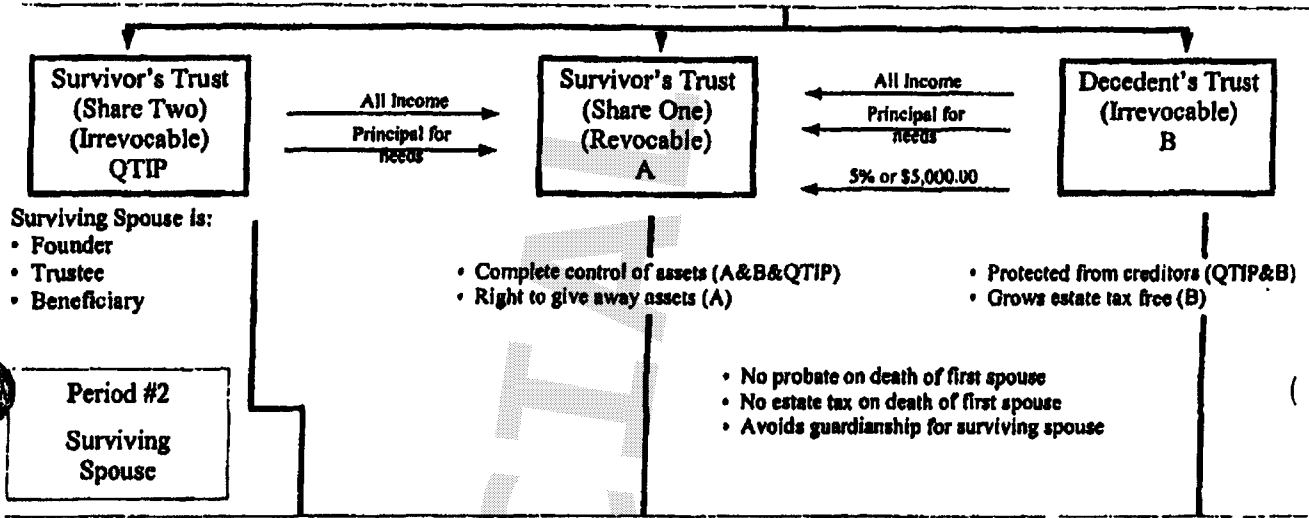 Survivor's Trust
(Share Two)
(Irrevocable)
QTIP
All Income
Principal for
needs
Survivor's Trust
(Share One)
(Revocable)
A
All Income
Principal for
needs
5% or $5,000.00
Decedent's Trust
(Irrevocable)
B
Surviving Spouse is:
• Founder
• Trustee
• Beneficiary
• Complete control of assets (A&B&QTIP)
• Right to give away assets (A)
• Protected from creditors (QTIP&B)
• Grows estate tax free (B)
Period #2
Surviving
Spouse
• No probate on death of first spouse
• No estate tax on death of first spouse
• Avoids guardianship for surviving spouse